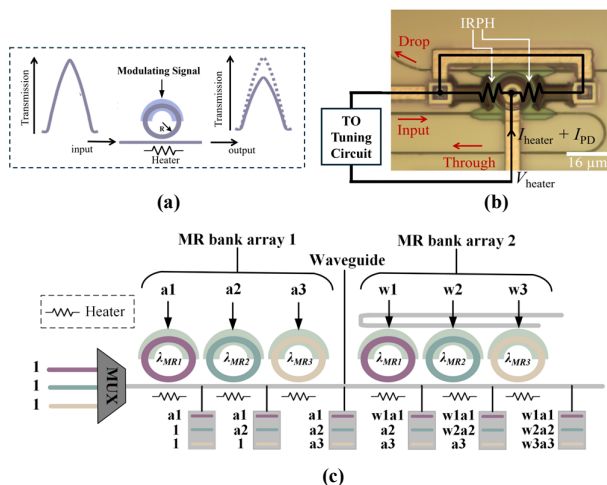 Transmission
input
Modulating Signal
R
Heater
Transmission
output
(a)
IRPH
Drop
TO
Tuning
Circuit
Input
Through
I_heater + I_PD
16 μm
V_heater
(b)
MR bank array 1
Waveguide
MR bank array 2
Heater
a1 a2 a3 w1 w2 w3
λMR1 λMR2 λMR3 λMR1 λMR2 λMR3
1
1
1
MUX
a1 a1 a1 w1a1 w1a1 w1a1
1 a2 a2 a2 w2a2 w2a2
1 1 a3 a3 a3 w3a3
(c)